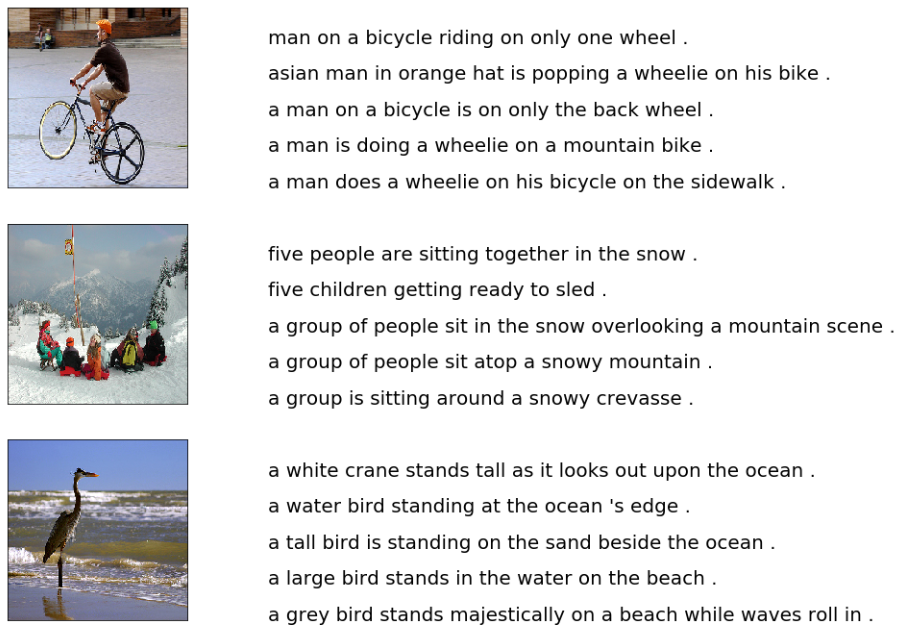 man on a bicycle riding on only one wheel .
asian man in orange hat is popping a wheelie on his bike .
a man on a bicycle is on only the back wheel .
a man is doing a wheelie on a mountain bike .
a man does a wheelie on his bicycle on the sidewalk .
five people are sitting together in the snow .
five children getting ready to sled .
a group of people sit in the snow overlooking a mountain scene .
a group of people sit atop a snowy mountain .
a group is sitting around a snowy crevasse .
a white crane stands tall as it looks out upon the ocean .
a water bird standing at the ocean 's edge .
a tall bird is standing on the sand beside the ocean .
a large bird stands in the water on the beach .
a grey bird stands majestically on a beach while waves roll in .